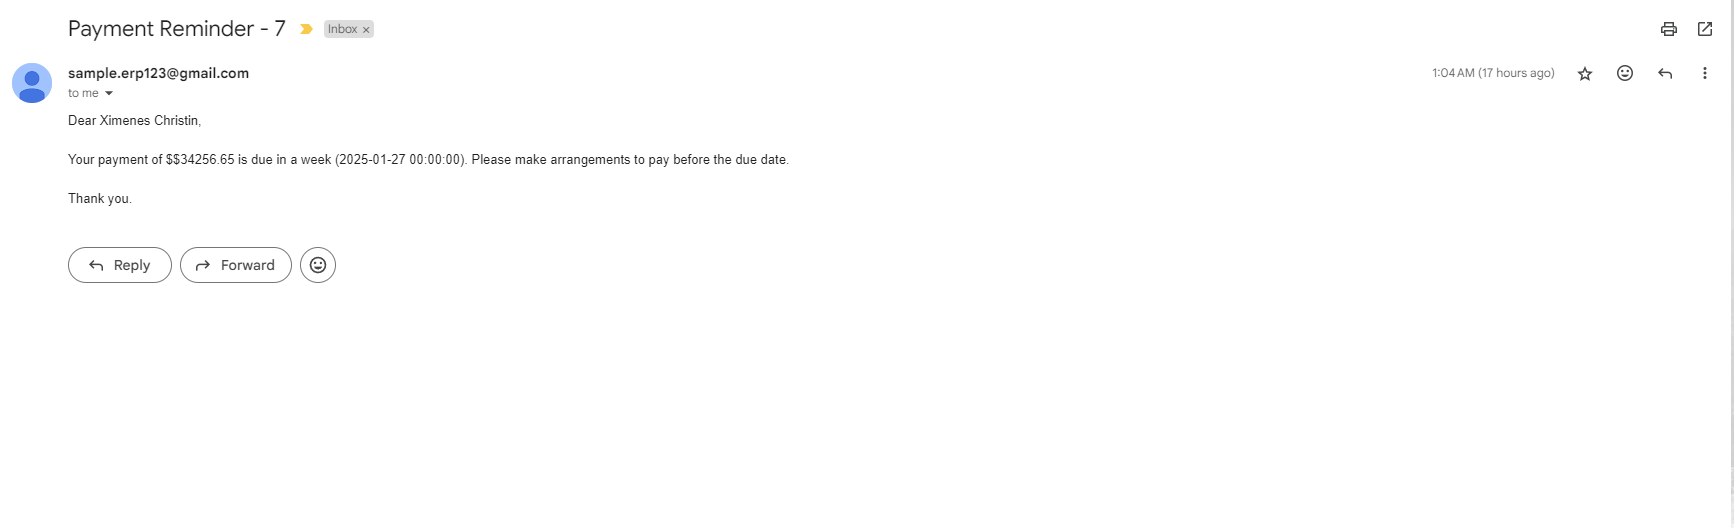 Payment Reminder - 7 Inbox ×
sample.erp123@gmail.com 1:04 AM (17 hours ago)
to me
Dear Ximenes Christin,
Your payment of $$34256.65 is due in a week (2025-01-27 00:00:00). Please make arrangements to pay before the due date.
Thank you.
Reply Forward